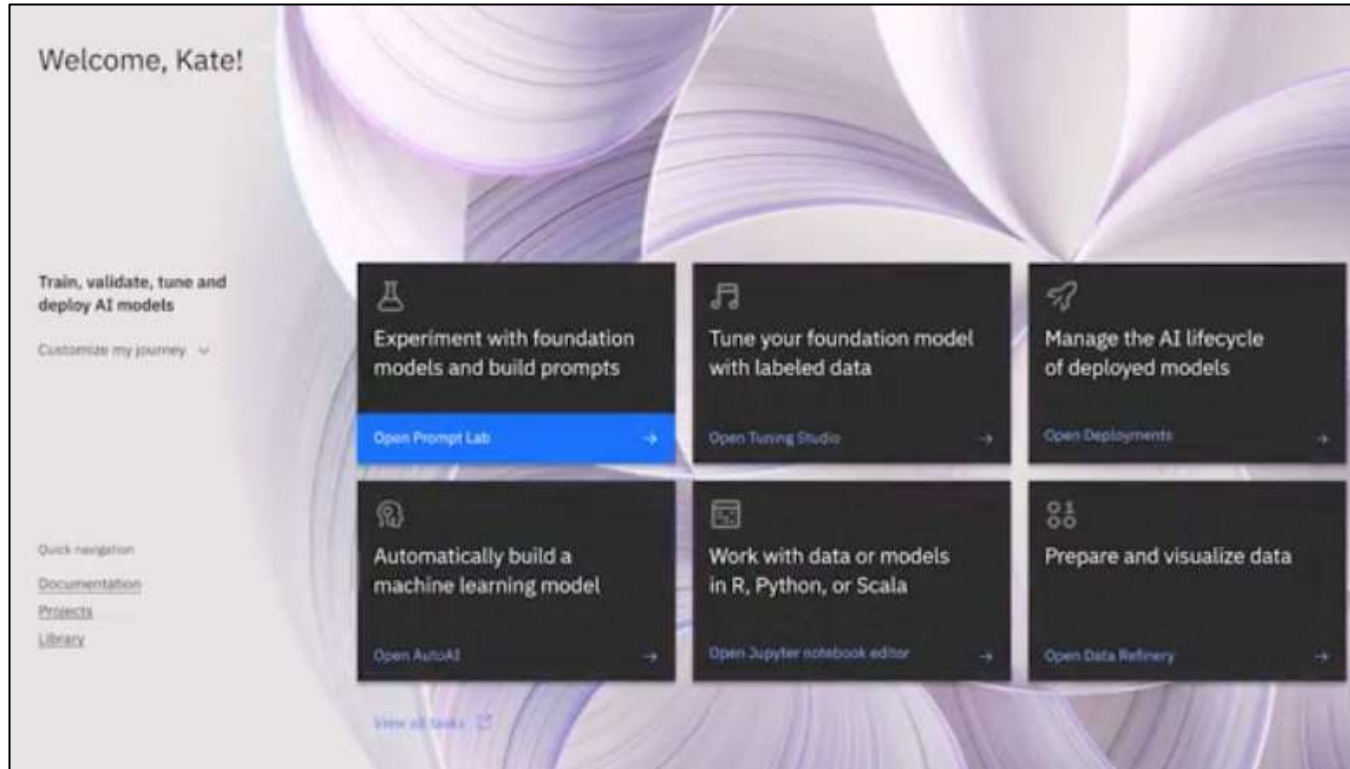 Welcome, Kate!
Train, validate, tune and
deploy AI models
Customize my journey
Experiment with foundation
models and build prompts
Open Prompt Lab
Tune your foundation model
with labeled data
Open Tuning Studio
Manage the AI lifecycle
of deployed models
Open Deployments
Automatically build a
machine learning model
Open AutoAI
Work with data or models
in R, Python, or Scala
Open Jupyter notebook editor
Prepare and visualize data
Open Data Refinery
Quick navigation
Documentation
Projects
Library
View all tasks